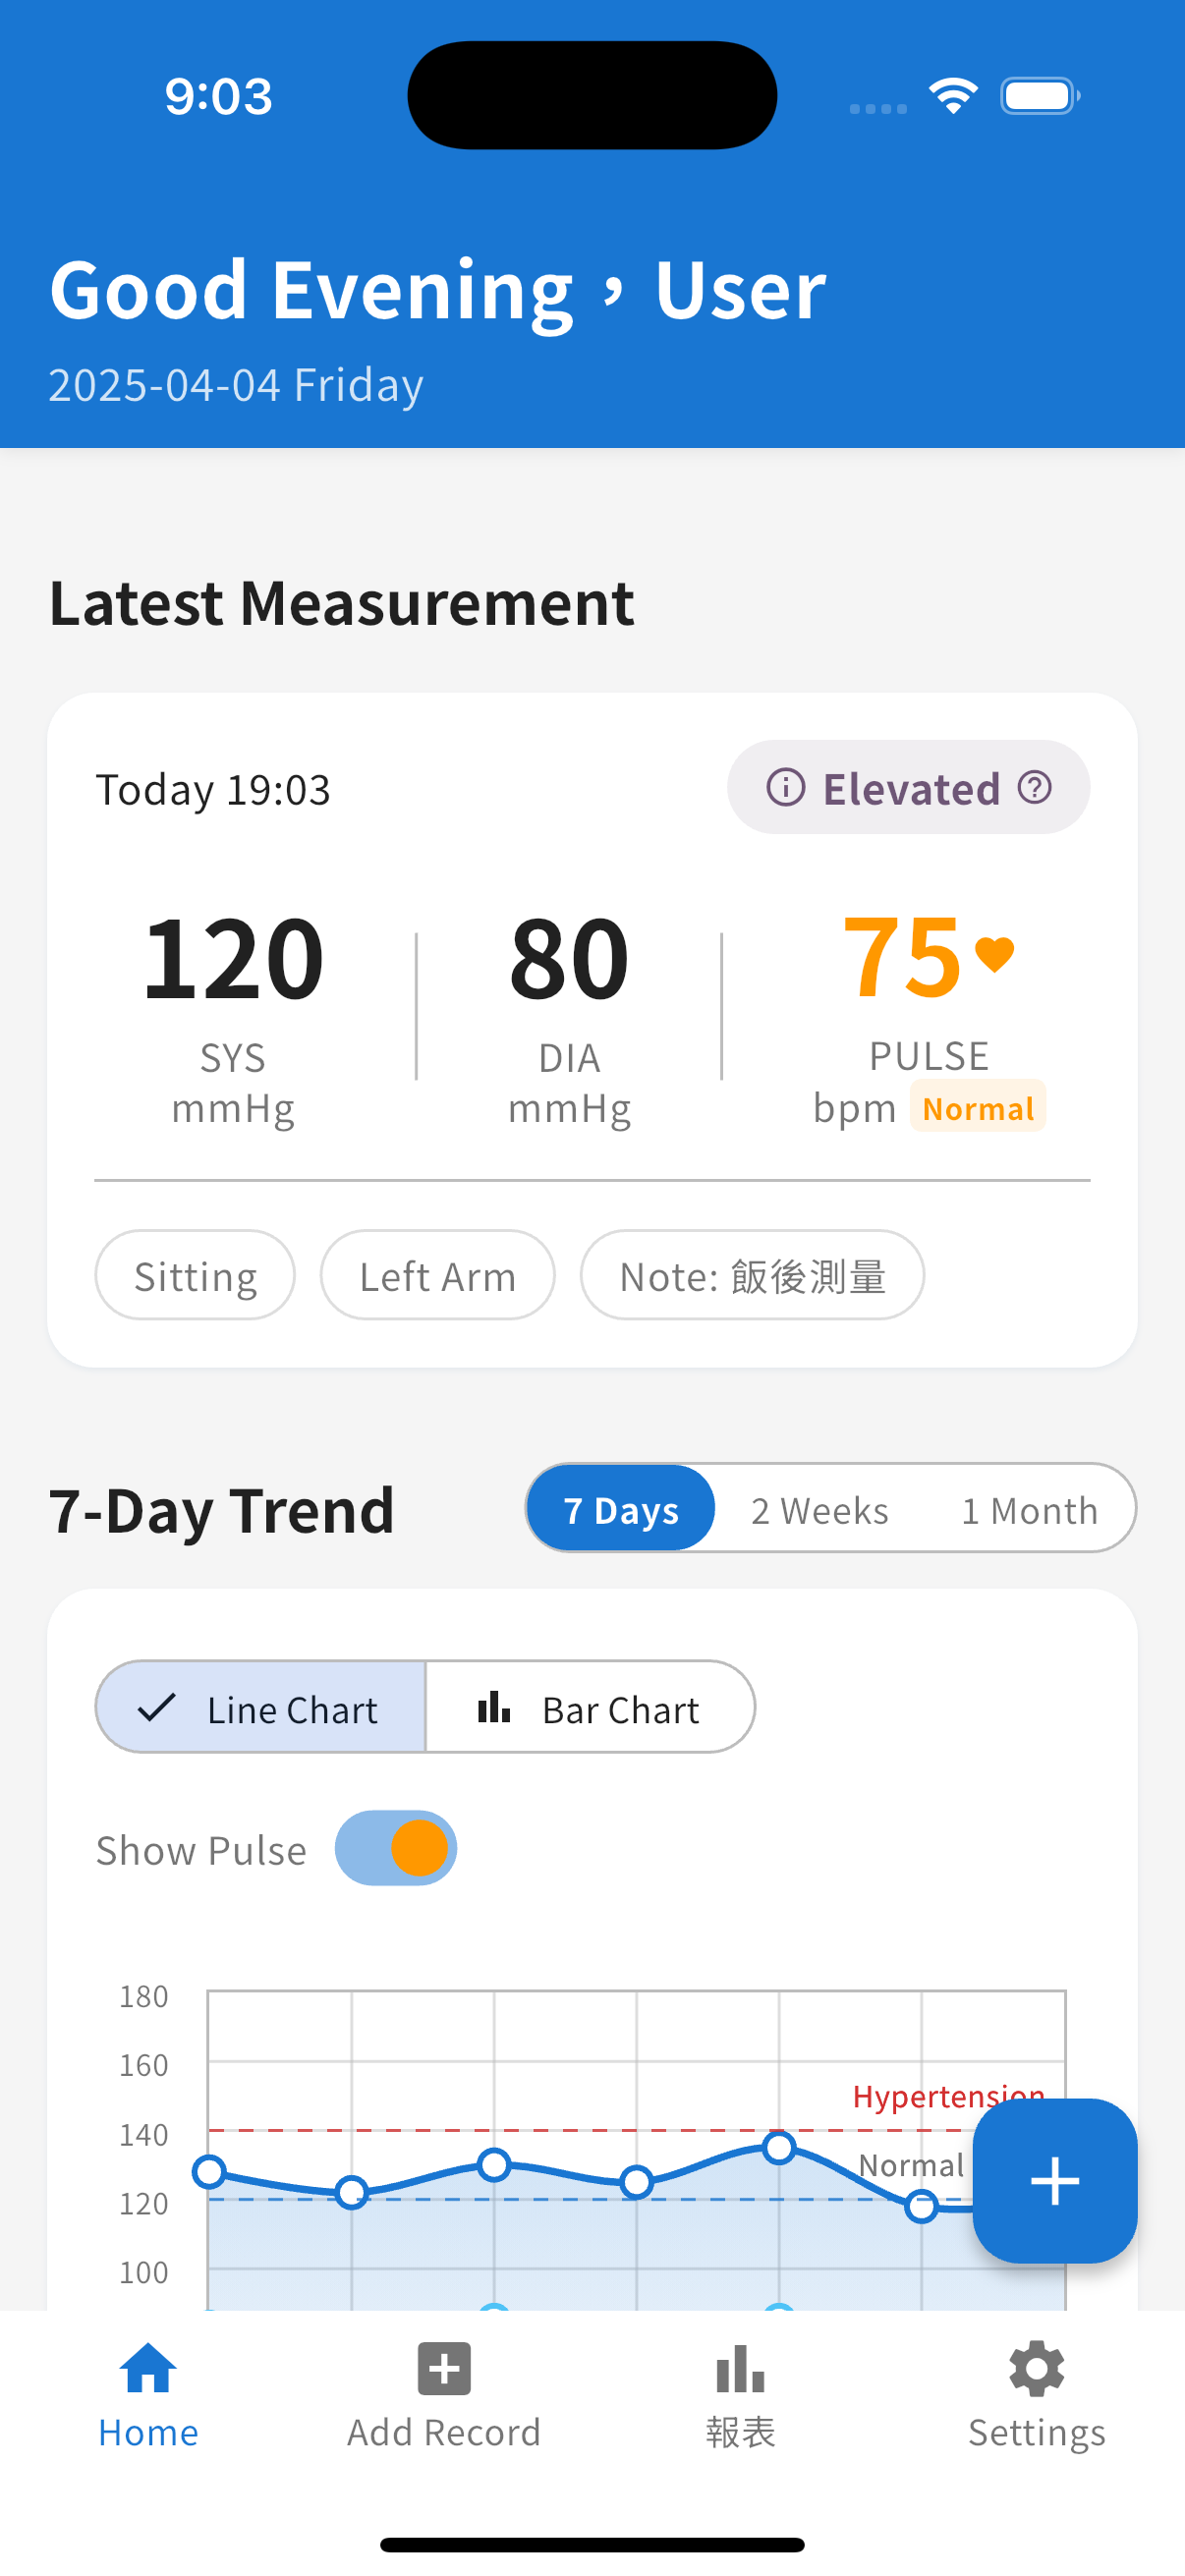 9:03
Good Evening，User
2025-04-04 Friday
Latest Measurement
Today 19:03
Elevated
120
80
75
SYS
DIA
PULSE
mmHg
mmHg
bpm Normal
Sitting
Left Arm
Note: 飯後測量
7-Day Trend
7 Days
2 Weeks
1 Month
Line Chart
Bar Chart
Show Pulse
180
160
Hypertension
140
Normal
120
100
Home
Add Record
報表
Settings